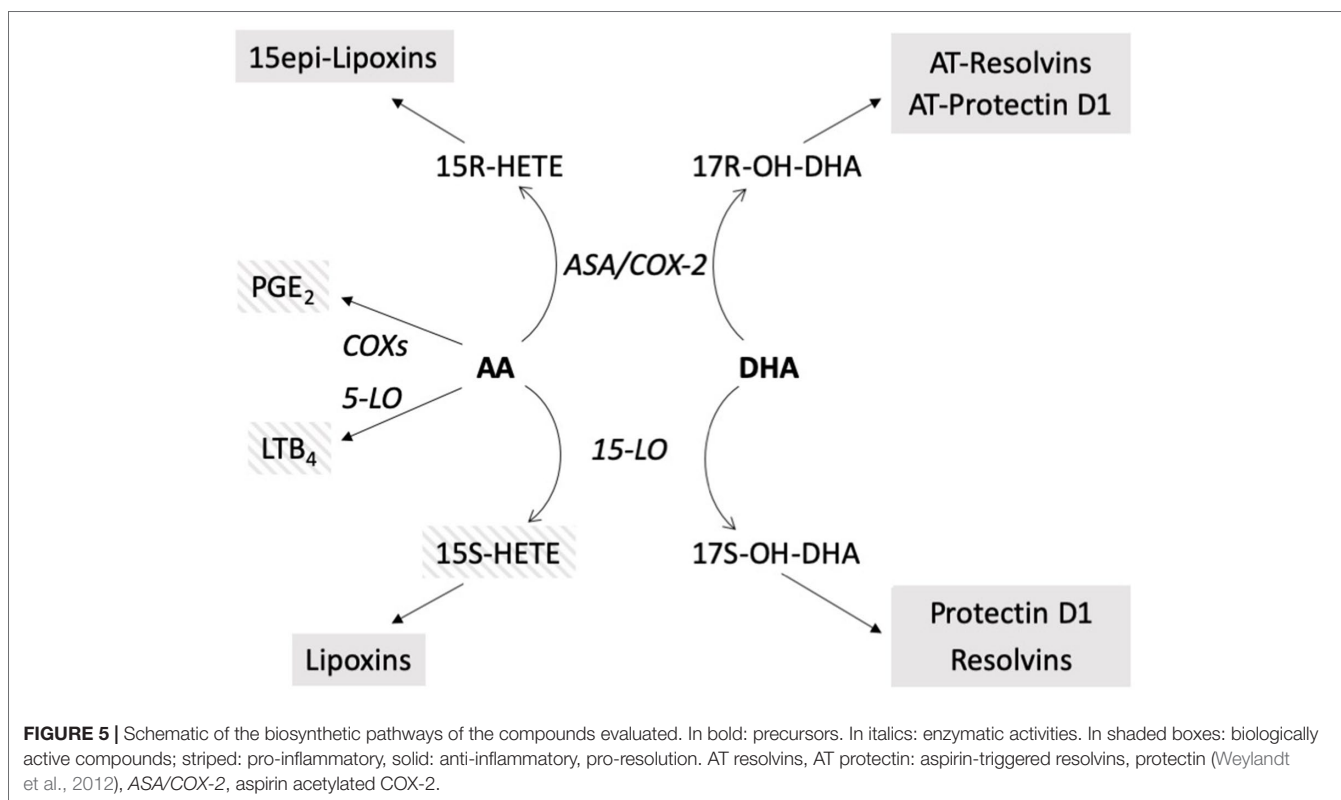 15epi-Lipoxins
AT-Resolvins
AT-Protectin D1
15R-HETE
17R-OH-DHA
ASA/COX-2
PGE₂
COXs
AA
DHA
5-LO
LTB₄
15-LO
15S-HETE
17S-OH-DHA
Lipoxins
Protectin D1
Resolvins
FIGURE 5 | Schematic of the biosynthetic pathways of the compounds evaluated. In bold: precursors. In italics: enzymatic activities. In shaded boxes: biologically
active compounds; striped: pro-inflammatory, solid: anti-inflammatory, pro-resolution. AT resolvins, AT protectin: aspirin-triggered resolvins, protectin (Weylandt
et al., 2012), ASA/COX-2, aspirin acetylated COX-2.